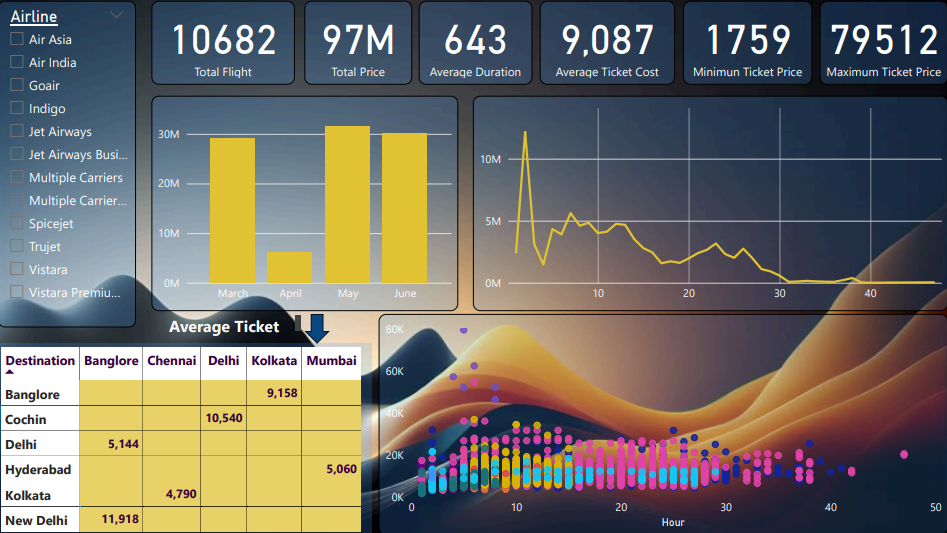 Airline
Air Asia
Air India
Goair
Indigo
Jet Airways
Jet Airways Busi...
Multiple Carriers
Multiple Carrier...
Spicejet
Trujet
Vistara
Vistara Premiu...
10682
Total Flight
97M
Total Price
643
Average Duration
9,087
Average Ticket Cost
1759
Minimun Ticket Price
79512
Maximum Ticket Price
30M
20M
10M
0M
March April May June
10M
5M
0M
10 20 30 40
Average Ticket
Destination Banglore Chennai Delhi Kolkata Mumbai
Banglore 9,158
Cochin 10,540
Delhi 5,144
Hyderabad 5,060
Kolkata 4,790
New Delhi 11,918
80K
60K
40K
20K
0K
0 10 20 30 40 50
Hour